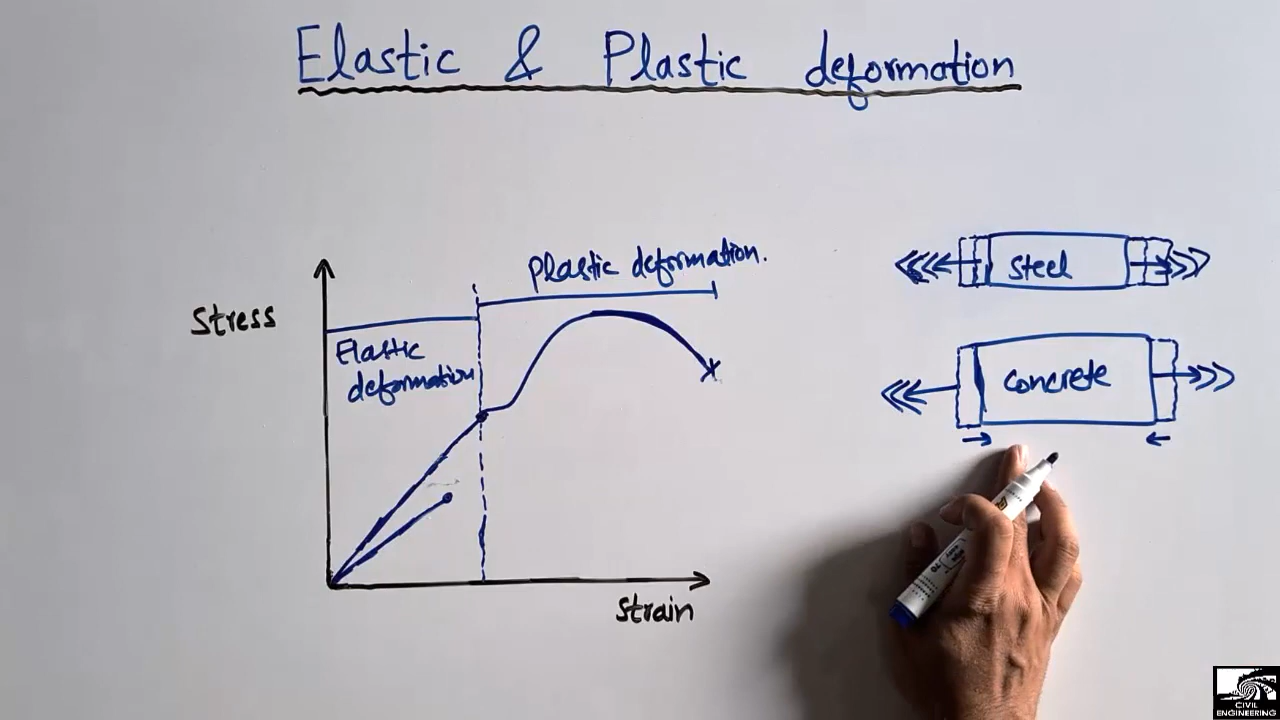 Elastic & Plastic deformation
Plastic deformation.
Stress
Elastic
deformation
Strain
Steel
Concrete
CIVIL
ENGINEERING